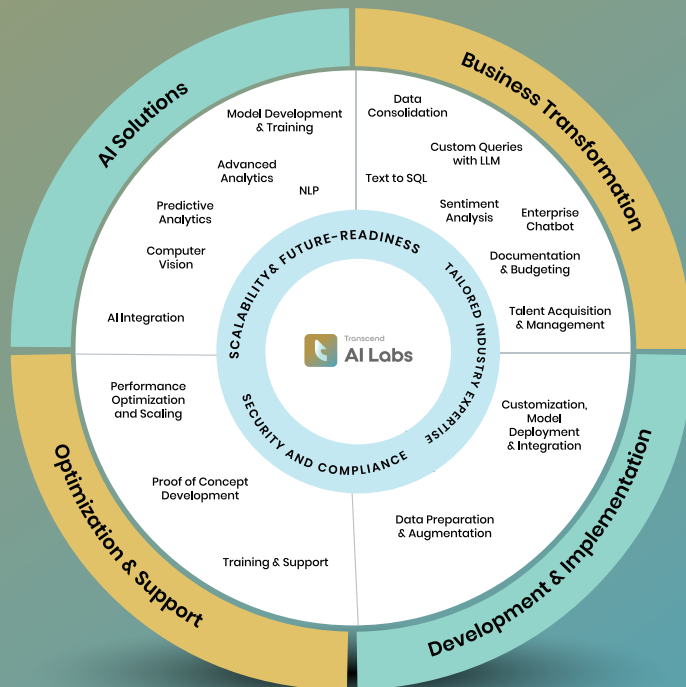 AI Solutions
Model Development
& Training
Advanced
Analytics
NLP
Predictive
Analytics
Computer
Vision
AI Integration
Business Transformation
Data
Consolidation
Custom Queries
with LLM
Text to SQL
Sentiment
Analysis
Enterprise
Chatbot
Documentation
& Budgeting
Talent Acquisition
& Management
SCALABILITY & FUTURE-READINESS
TAILORED INDUSTRY EXPERTISE
SECURITY AND COMPLIANCE
Transcend
AI Labs
Performance
Optimization
and Scaling
Proof of Concept
Development
Training & Support
Optimization & Support
Customization,
Model
Deployment
& Integration
Data Preparation
& Augmentation
Development & Implementation